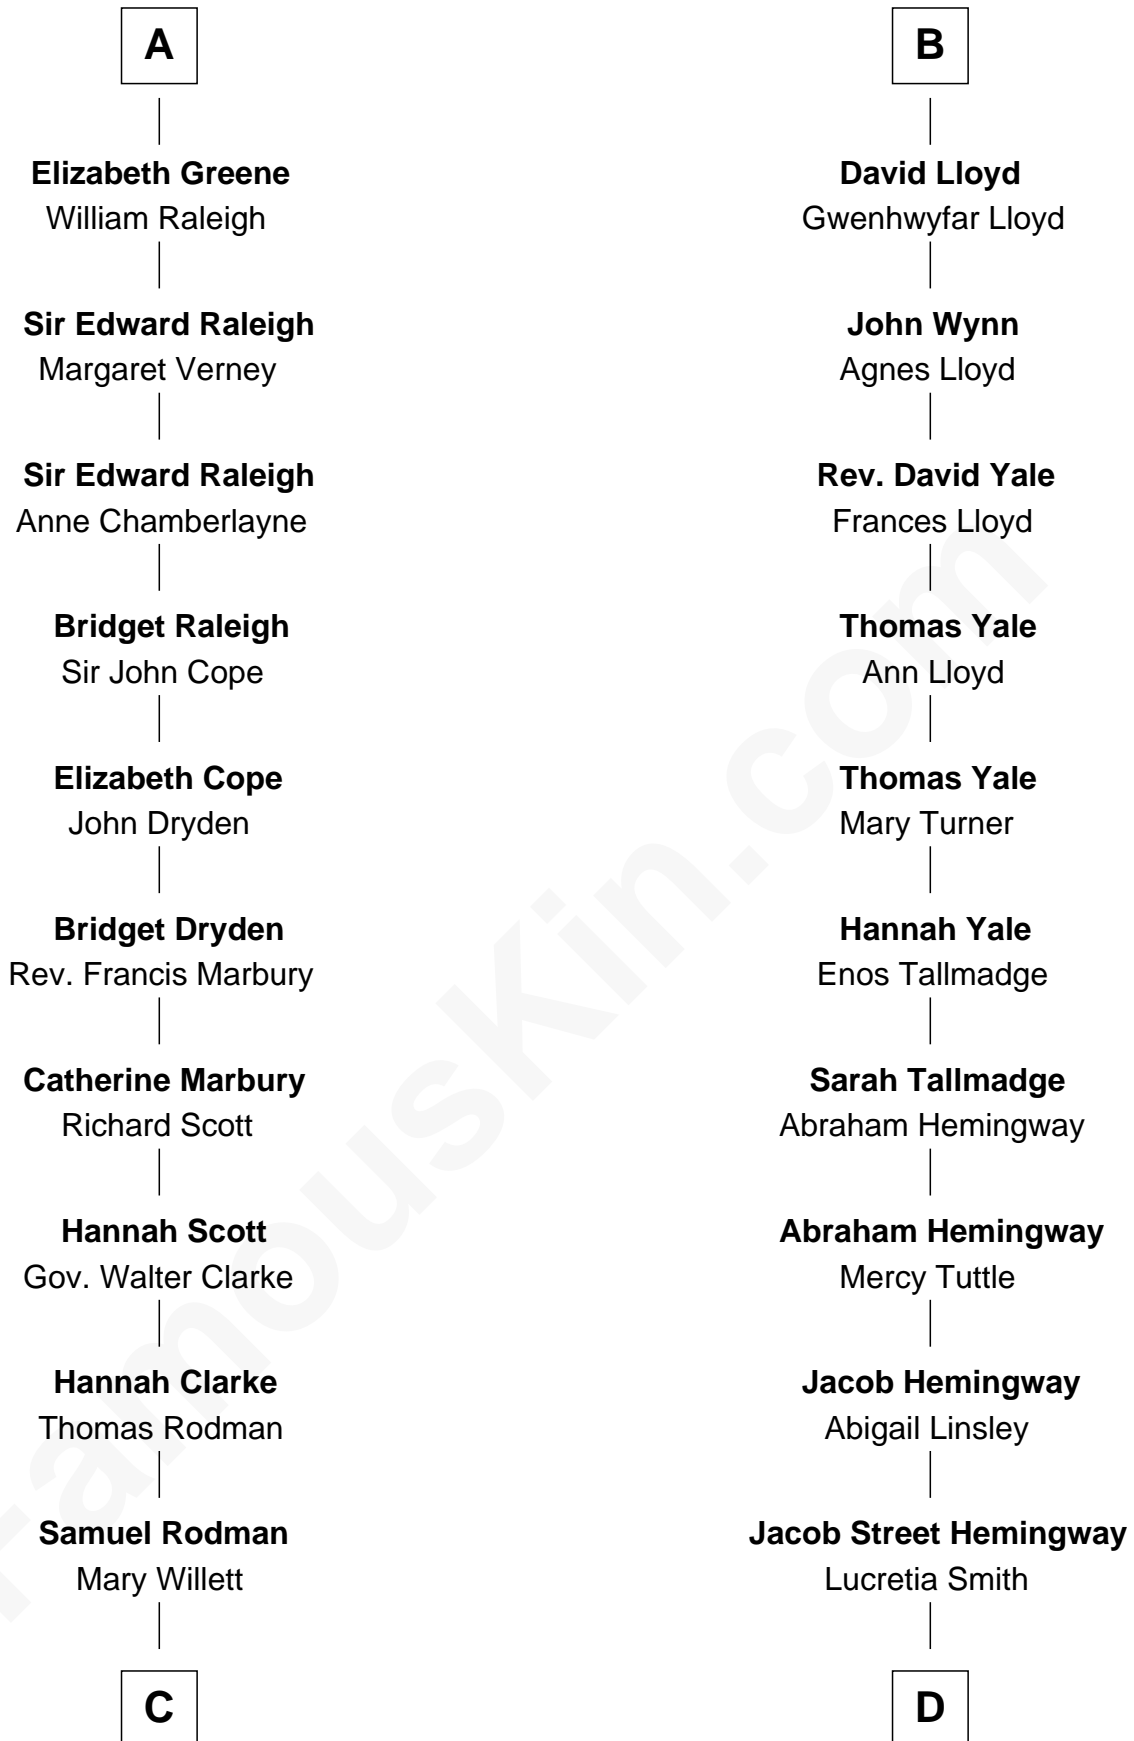 A
Elizabeth Greene
William Raleigh
Sir Edward Raleigh
Margaret Verney
Sir Edward Raleigh
Anne Chamberlayne
Bridget Raleigh
Sir John Cope
Elizabeth Cope
John Dryden
Bridget Dryden
Rev. Francis Marbury
Catherine Marbury
Richard Scott
Hannah Scott
Gov. Walter Clarke
Hannah Clarke
Thomas Rodman
Samuel Rodman
Mary Willett
C
B
David Lloyd
Gwenhwyfar Lloyd
John Wynn
Agnes Lloyd
Rev. David Yale
Frances Lloyd
Thomas Yale
Ann Lloyd
Thomas Yale
Mary Turner
Hannah Yale
Enos Tallmadge
Sarah Tallmadge
Abraham Hemingway
Abraham Hemingway
Mercy Tuttle
Jacob Hemingway
Abigail Linsley
Jacob Street Hemingway
Lucretia Smith
D
FamousKin.com